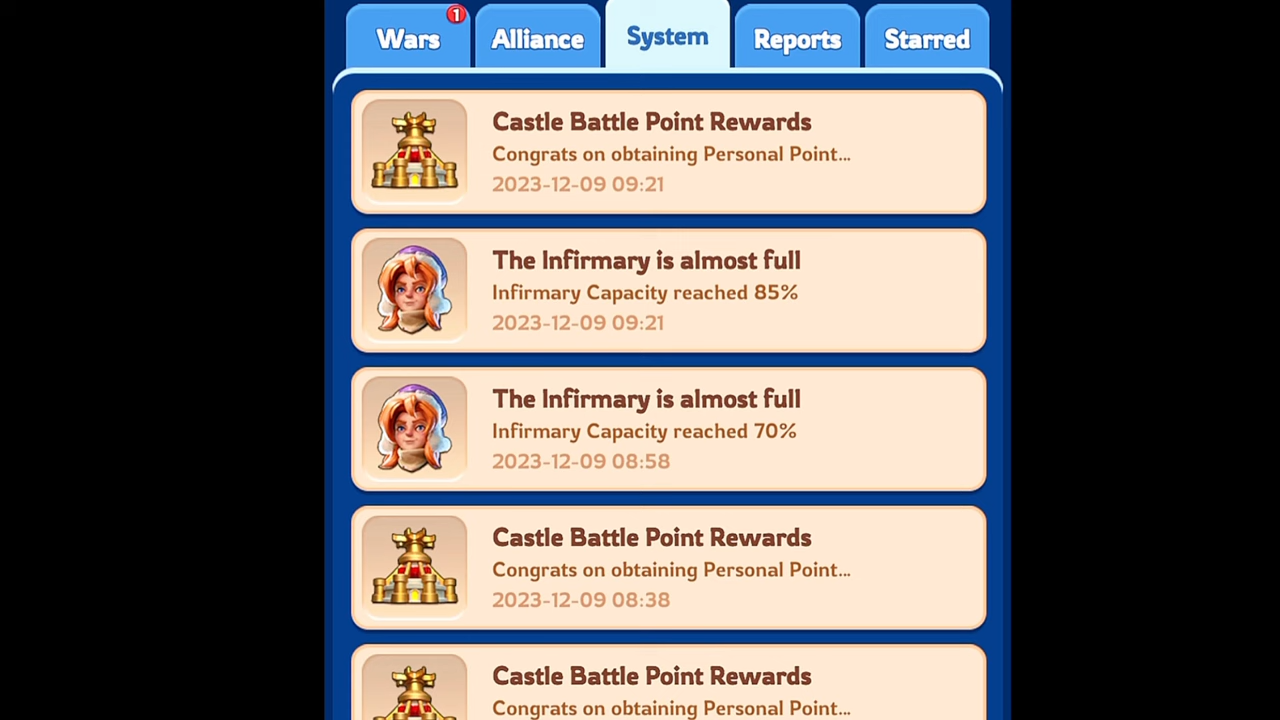 Wars
1
Alliance
System
Reports
Starred
Castle Battle Point Rewards
Congrats on obtaining Personal Point...
2023-12-09 09:21
The Infirmary is almost full
Infirmary Capacity reached 85%
2023-12-09 09:21
The Infirmary is almost full
Infirmary Capacity reached 70%
2023-12-09 08:58
Castle Battle Point Rewards
Congrats on obtaining Personal Point...
2023-12-09 08:38
Castle Battle Point Rewards
Congrats on obtaining Personal Point...